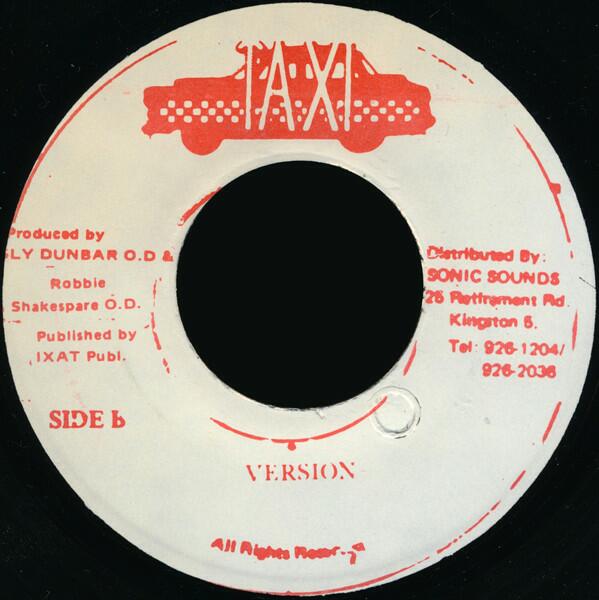 TAXI
Produced by
SLY DUNBAR O.D &
Robbie
Shakespare O.D.
Published by
IXAT Publ.
Distributed By:
SONIC SOUNDS
25 Retirament Rd.
Kingston 5.
Tel: 926-1204/
926-2036
SIDE b
VERSION
All Rights